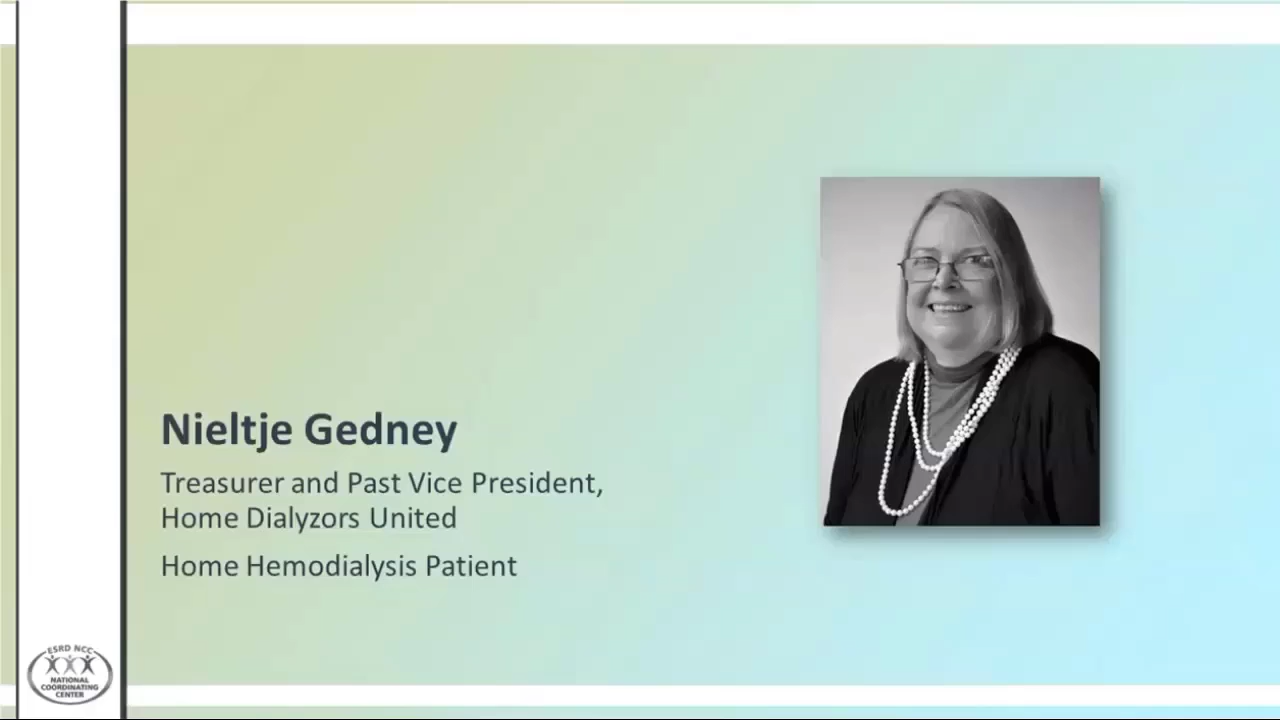 Nieltje Gedney
Treasurer and Past Vice President,
Home Dialyzors United
Home Hemodialysis Patient
ESRD NCC
NATIONAL
COORDINATING
CENTER